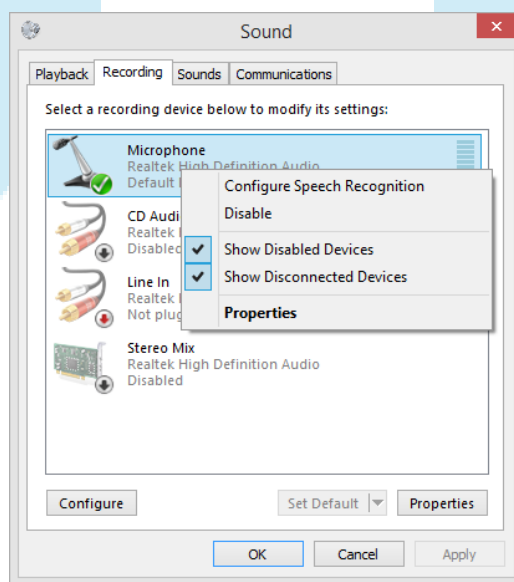 Sound
Playback Recording Sounds Communications
Select a recording device below to modify its settings:
Microphone
Realtek High Definition Audio
Default
Configure Speech Recognition
Disable
Show Disabled Devices
Show Disconnected Devices
Properties
CD Audi
Realtek
Disabled
Line In
Realtek
Not plug
Stereo Mix
Realtek High Definition Audio
Disabled
Configure Set Default Properties
OK Cancel Apply